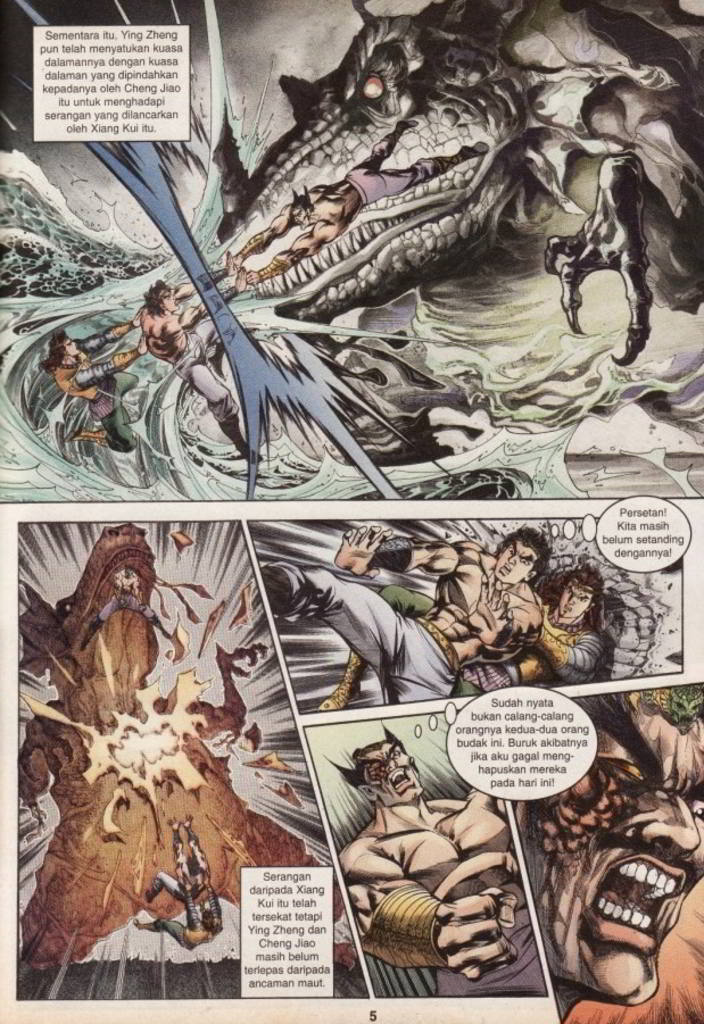 Sementara itu, Ying Zheng
pun telah menyatukan kuasa
dalamannya dengan kuasa
dalaman yang dipindahkan
kepadanya oleh Cheng Jiao
itu untuk menghadapi
serangan yang dilancarkan
oleh Xiang Kui itu.
Persetan!
Kita masih
belum setanding
dengannya!
Sudah nyata
bukan calang-calang
orangnya kedua-dua orang
budak ini. Buruk akibatnya
jika aku gagal meng-
hapuskan mereka
pada hari ini!
Serangan
daripada Xiang
Kui itu telah
tersekat tetapi
Ying Zheng dan
Cheng Jiao
masih belum
terlepas daripada
ancaman maut.
5